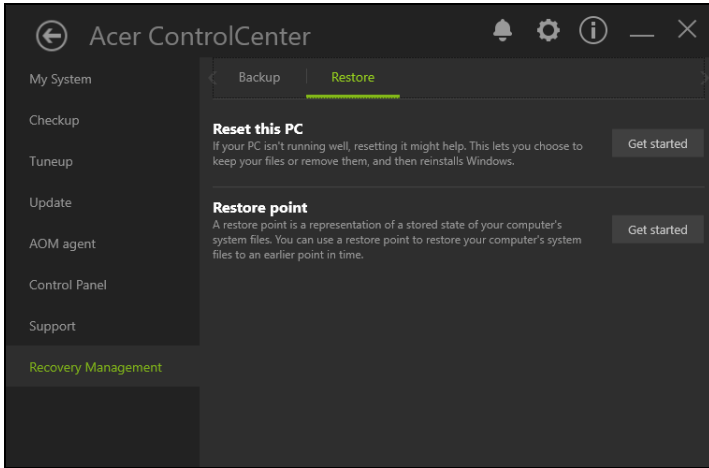 Acer ControlCenter
My System
Checkup
Tuneup
Update
AOM agent
Control Panel
Support
Recovery Management
Backup
Restore
Reset this PC
If your PC isn't running well, resetting it might help. This lets you choose to
keep your files or remove them, and then reinstalls Windows.
Get started
Restore point
A restore point is a representation of a stored state of your computer's
system files. You can use a restore point to restore your computer's system
files to an earlier point in time.
Get started